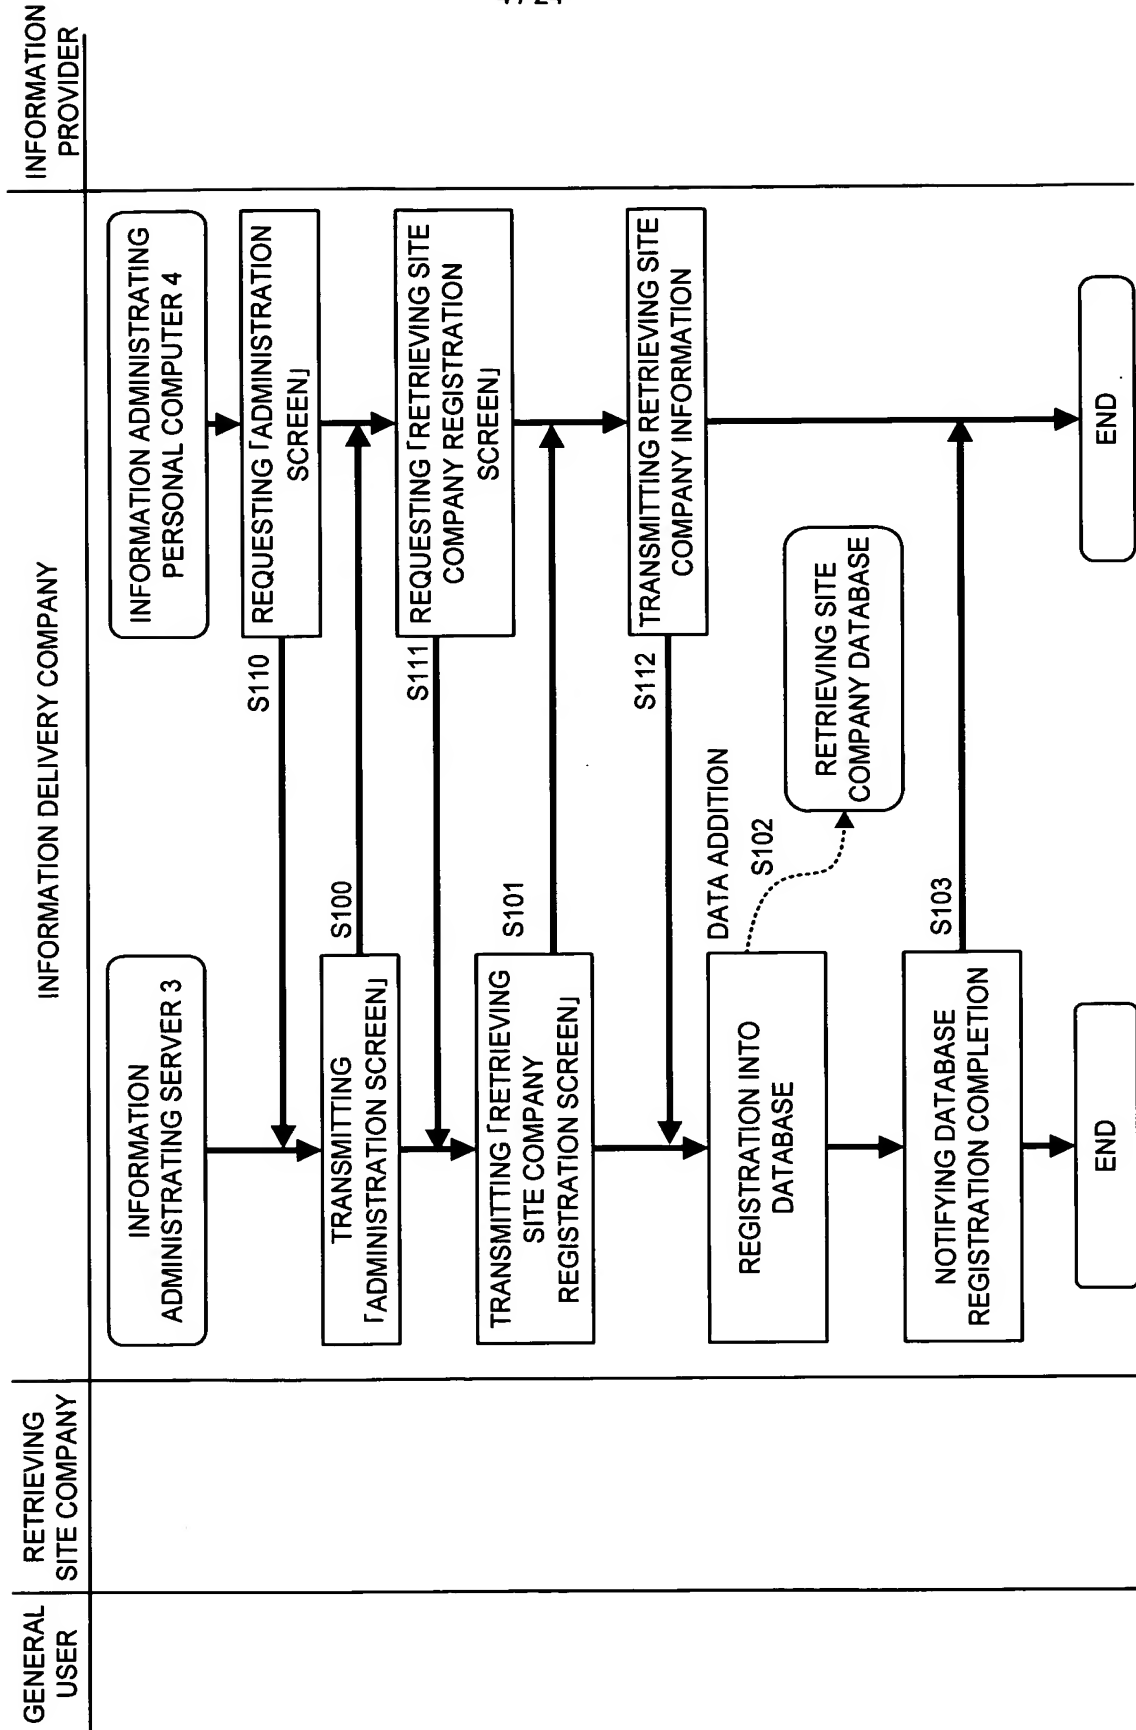 GENERAL
USER
RETRIEVING
SITE COMPANY
INFORMATION DELIVERY COMPANY
INFORMATION
PROVIDER
INFORMATION
ADMINISTRATING SERVER 3
INFORMATION ADMINISTRATING
PERSONAL COMPUTER 4
REQUESTING「ADMINISTRATION
SCREEN」
S110
TRANSMITTING
「ADMINISTRATION SCREEN」
S100
REQUESTING「RETRIEVING SITE
COMPANY REGISTRATION
SCREEN」
S111
TRANSMITTING「RETRIEVING
SITE COMPANY
REGISTRATION SCREEN」
S101
TRANSMITTING RETRIEVING SITE
COMPANY INFORMATION
S112
REGISTRATION INTO
DATABASE
DATA ADDITION
S102
RETRIEVING SITE
COMPANY DATABASE
NOTIFYING DATABASE
REGISTRATION COMPLETION
S103
END
END